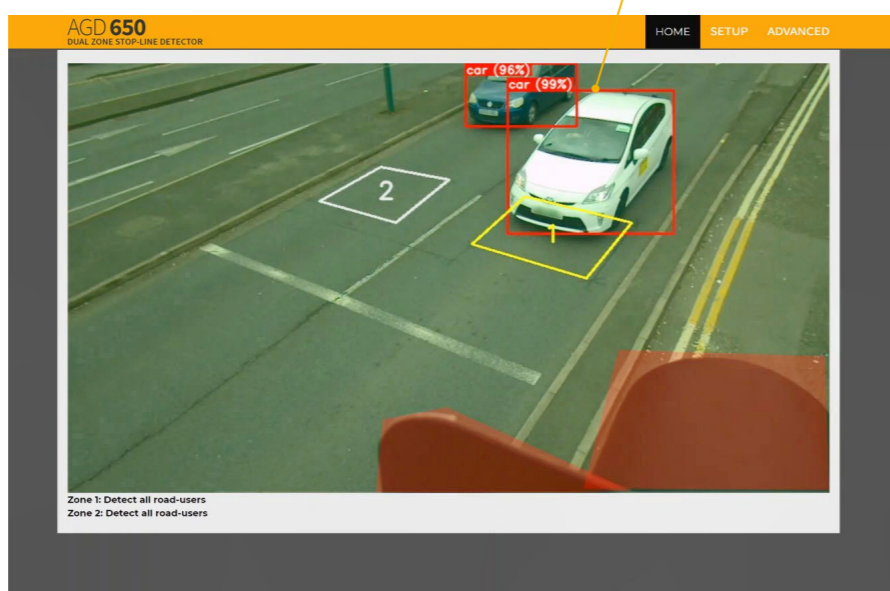 AGD 650
DUAL ZONE STOP-LINE DETECTOR
HOME SETUP ADVANCED
car (96%)
car (99%)
2
1
Zone 1: Detect all road-users
Zone 2: Detect all road-users